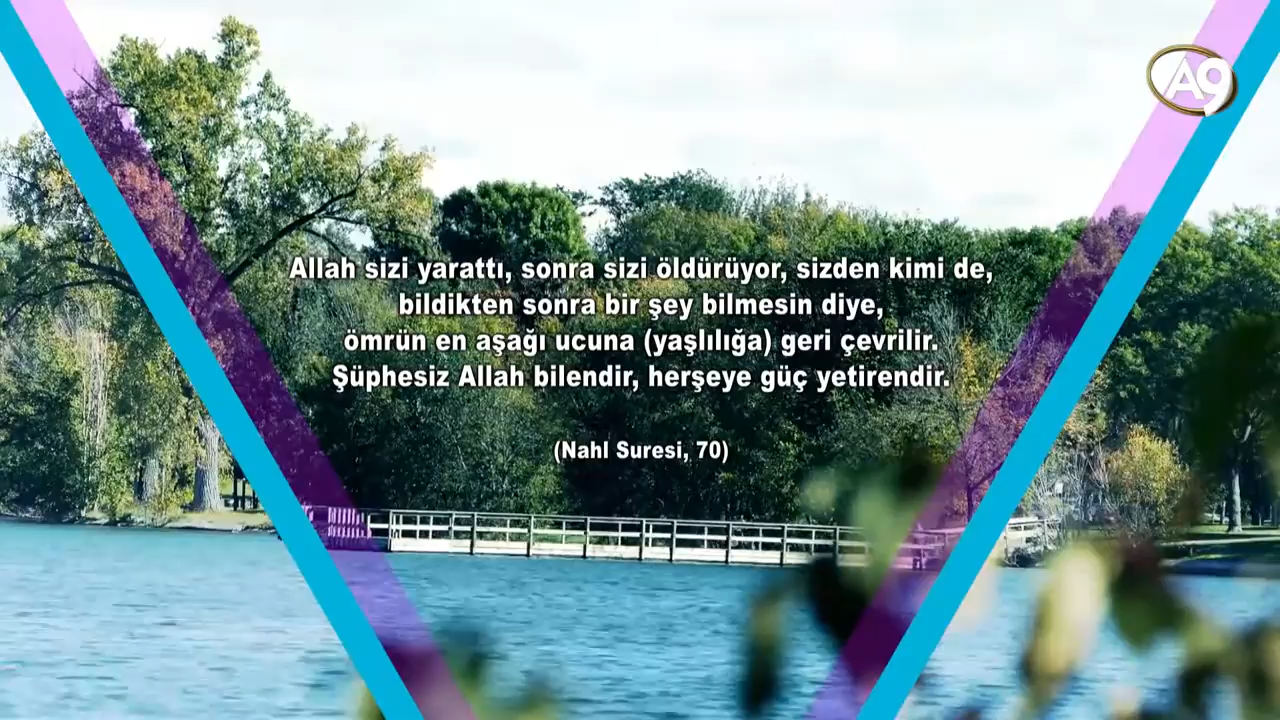 A9
Allah sizi yarattı, sonra sizi öldürüyor, sizden kimi de,
bildikten sonra bir şey bilmesin diye,
ömrün en aşağı ucuna (yaşlılığa) geri çevrilir.
Şüphesiz Allah bilendir, herşeye güç yetirendir.
(Nahl Suresi, 70)